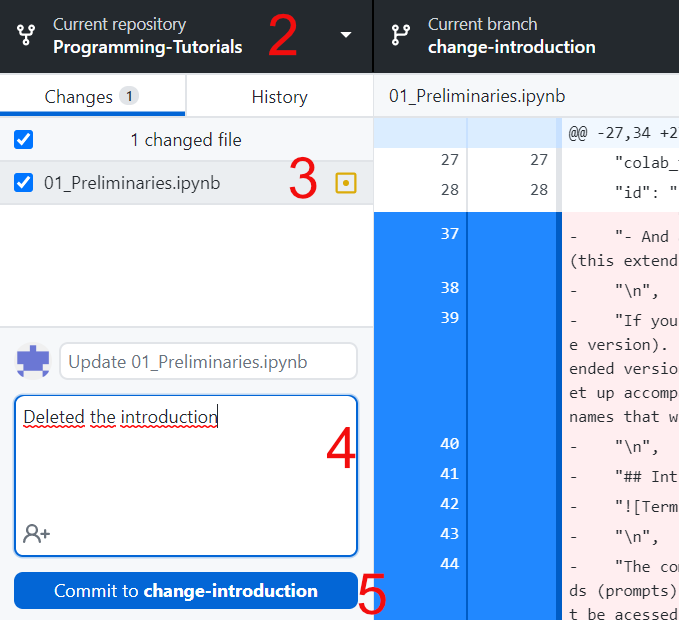 Current repository
Programming-Tutorials
2
Current branch
change-introduction
Changes 1
History
1 changed file
01_Preliminaries.ipynb
3
Update 01_Preliminaries.ipynb
Deleted the introduction
4
Commit to change-introduction
5
01_Preliminaries.ipynb
@@ -27,34 +2
27 27 "colab_
28 28 "id": "
37 - "- And
(this extend
38 - "\n",
39 - "If you
e version).
ended versio
et up accomp
names that w
40 - "\n",
41 - "## Int
42 - "![Term
43 - "\n",
44 - "The co
ds (prompts)
t be acessed